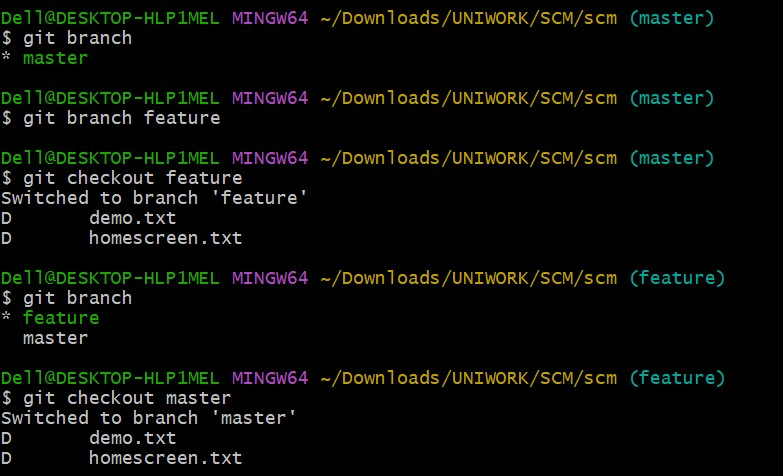 Dell@DESKTOP-HLP1MEL MINGW64 ~/Downloads/UNIWORK/SCM/scm (master)
$ git branch
* master
Dell@DESKTOP-HLP1MEL MINGW64 ~/Downloads/UNIWORK/SCM/scm (master)
$ git branch feature
Dell@DESKTOP-HLP1MEL MINGW64 ~/Downloads/UNIWORK/SCM/scm (master)
$ git checkout feature
Switched to branch 'feature'
D       demo.txt
D       homescreen.txt
Dell@DESKTOP-HLP1MEL MINGW64 ~/Downloads/UNIWORK/SCM/scm (feature)
$ git branch
* feature
  master
Dell@DESKTOP-HLP1MEL MINGW64 ~/Downloads/UNIWORK/SCM/scm (feature)
$ git checkout master
Switched to branch 'master'
D       demo.txt
D       homescreen.txt